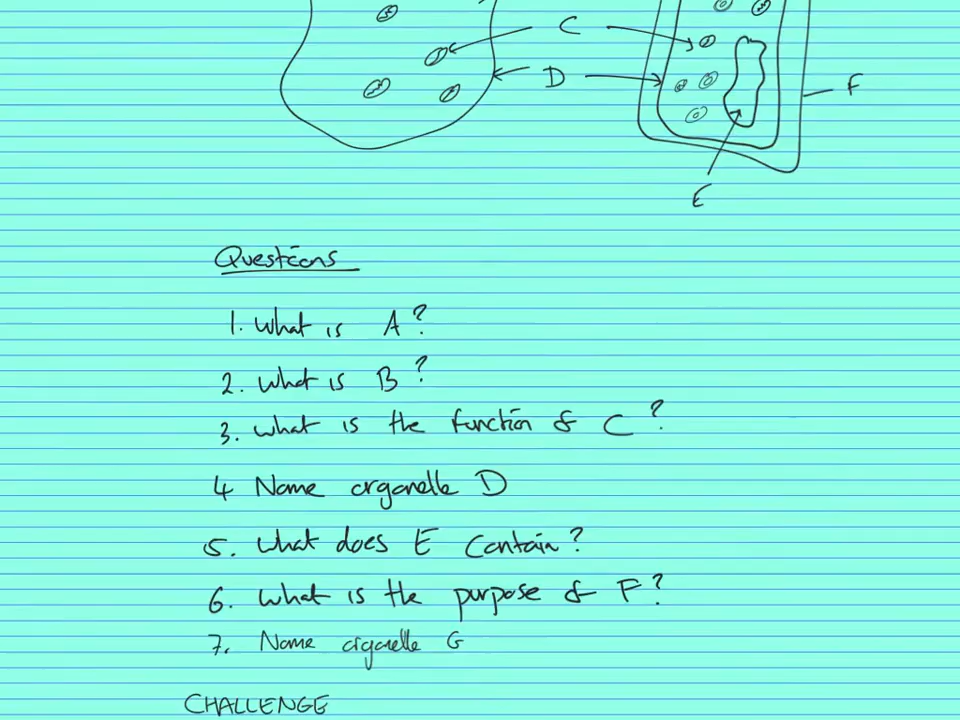 C
D
F
E
Questions
1. What is A?
2. What is B?
3. What is the function of C?
4 Name organelle D
5. What does E contain?
6. What is the purpose of F?
7. Name organelle G
CHALLENGE